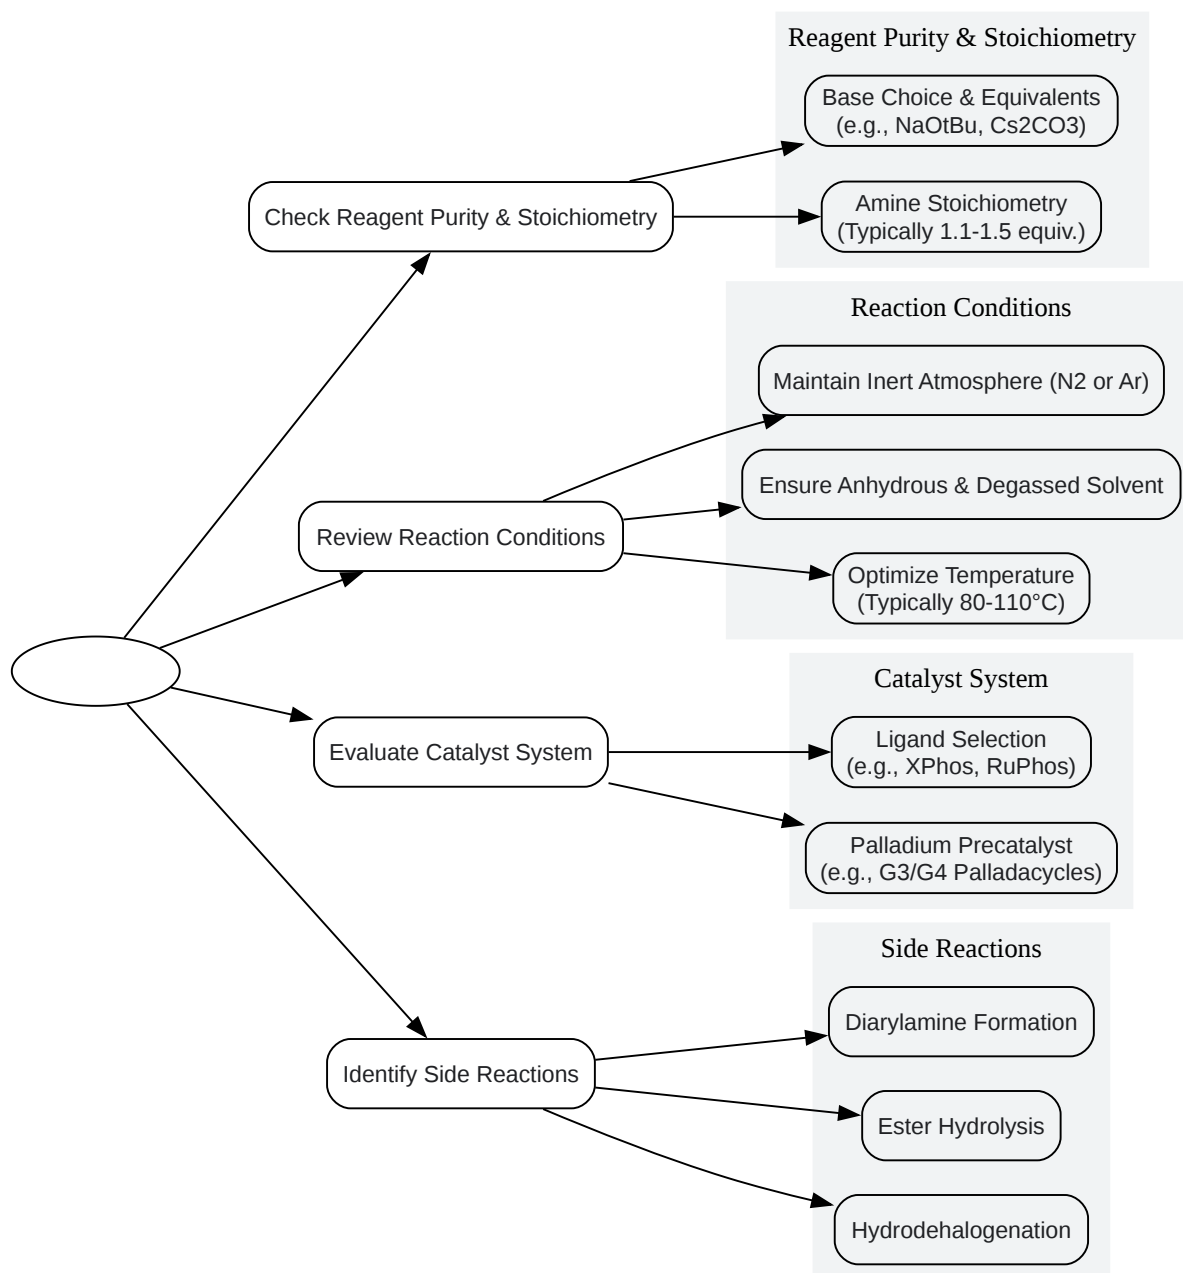 Reagent Purity & Stoichiometry
Base Choice & Equivalents
(e.g., NaOtBu, Cs2CO3)
Check Reagent Purity & Stoichiometry
Amine Stoichiometry
(Typically 1.1-1.5 equiv.)
Reaction Conditions
Maintain Inert Atmosphere (N2 or Ar)
Ensure Anhydrous & Degassed Solvent
Review Reaction Conditions
Optimize Temperature
(Typically 80-110°C)
Catalyst System
Evaluate Catalyst System
Ligand Selection
(e.g., XPhos, RuPhos)
Palladium Precatalyst
(e.g., G3/G4 Palladacycles)
Side Reactions
Diarylamine Formation
Identify Side Reactions
Ester Hydrolysis
Hydrodehalogenation